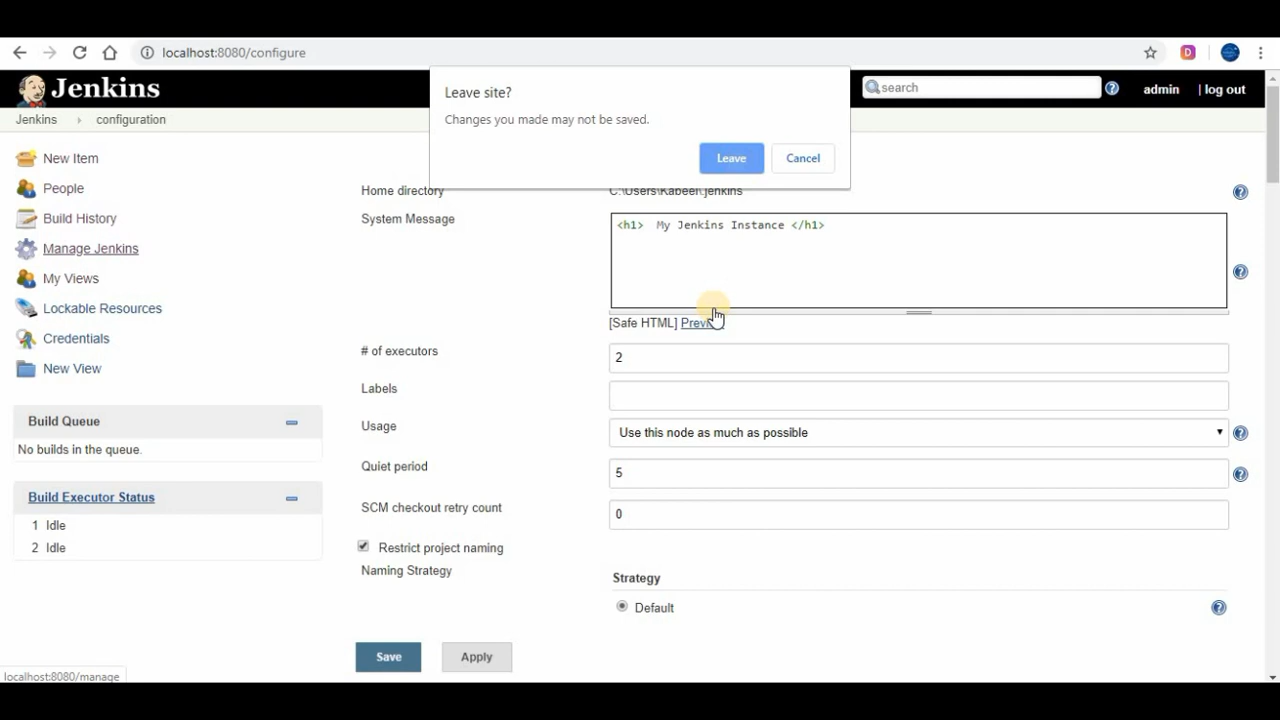 localhost:8080/configure
D
Jenkins
search
admin
| log out
Leave site?
Changes you made may not be saved.
Leave
Cancel
Jenkins
configuration
New Item
People
Build History
Manage Jenkins
My Views
Lockable Resources
Credentials
New View
Build Queue
No builds in the queue.
Build Executor Status
1 Idle
2 Idle
Home directory
C:\Users\Kabeel\.jenkins
System Message
<h1>  My Jenkins Instance </h1>
[Safe HTML]
# of executors
2
Labels
Usage
Use this node as much as possible
Quiet period
5
SCM checkout retry count
0
Restrict project naming
Naming Strategy
Strategy
Default
Save
Apply
localhost:8080/manage